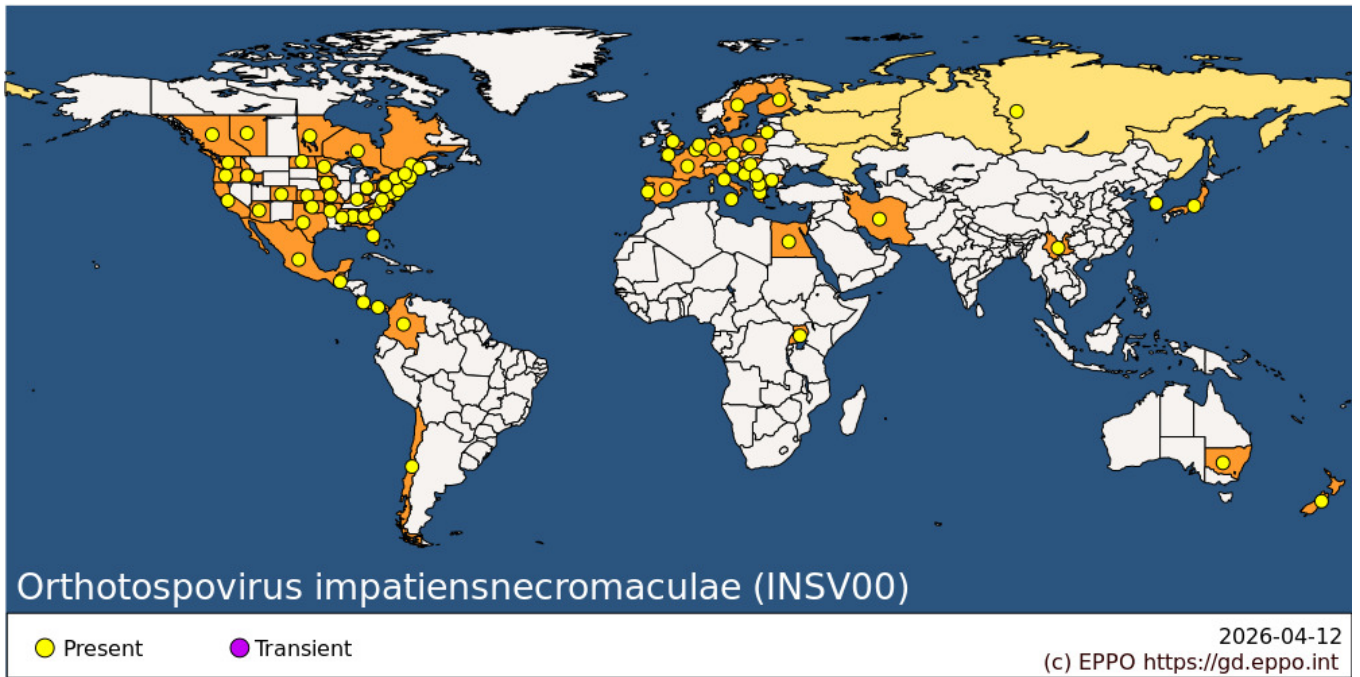 Orthotospovirus impatiensnecromaculae (INSV00)
Present
Transient
2026-04-12
(c) EPPO https://gd.eppo.int